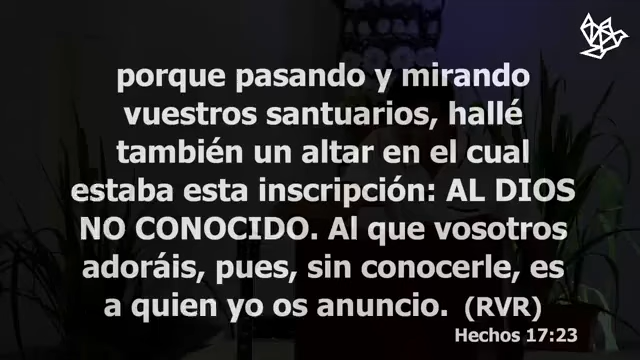 porque pasando y mirando
vuestros santuarios, hallé
también un altar en el cual
estaba esta inscripción: AL DIOS
NO CONOCIDO. Al que vosotros
adoráis, pues, sin conocerle, es
a quien yo os anuncio. (RVR)
Hechos 17:23